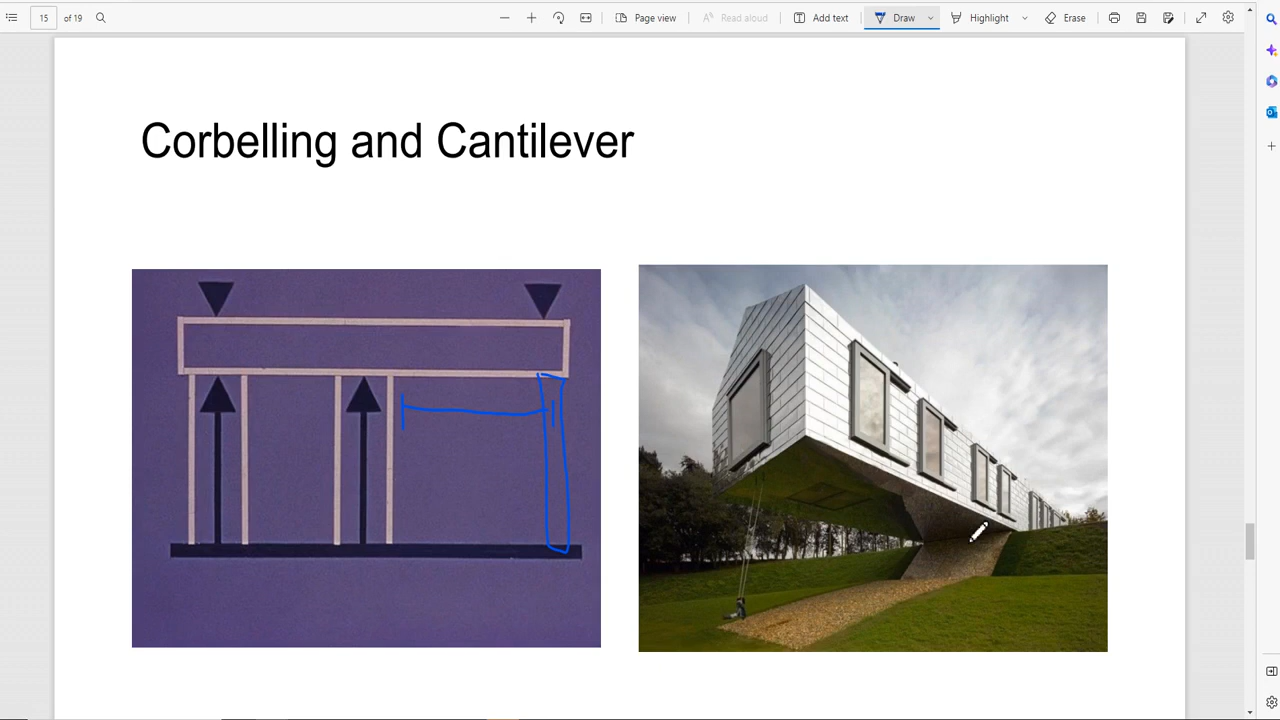 15 of 19
Page view
Read aloud
Add text
Draw
Highlight
Erase
Corbelling and Cantilever